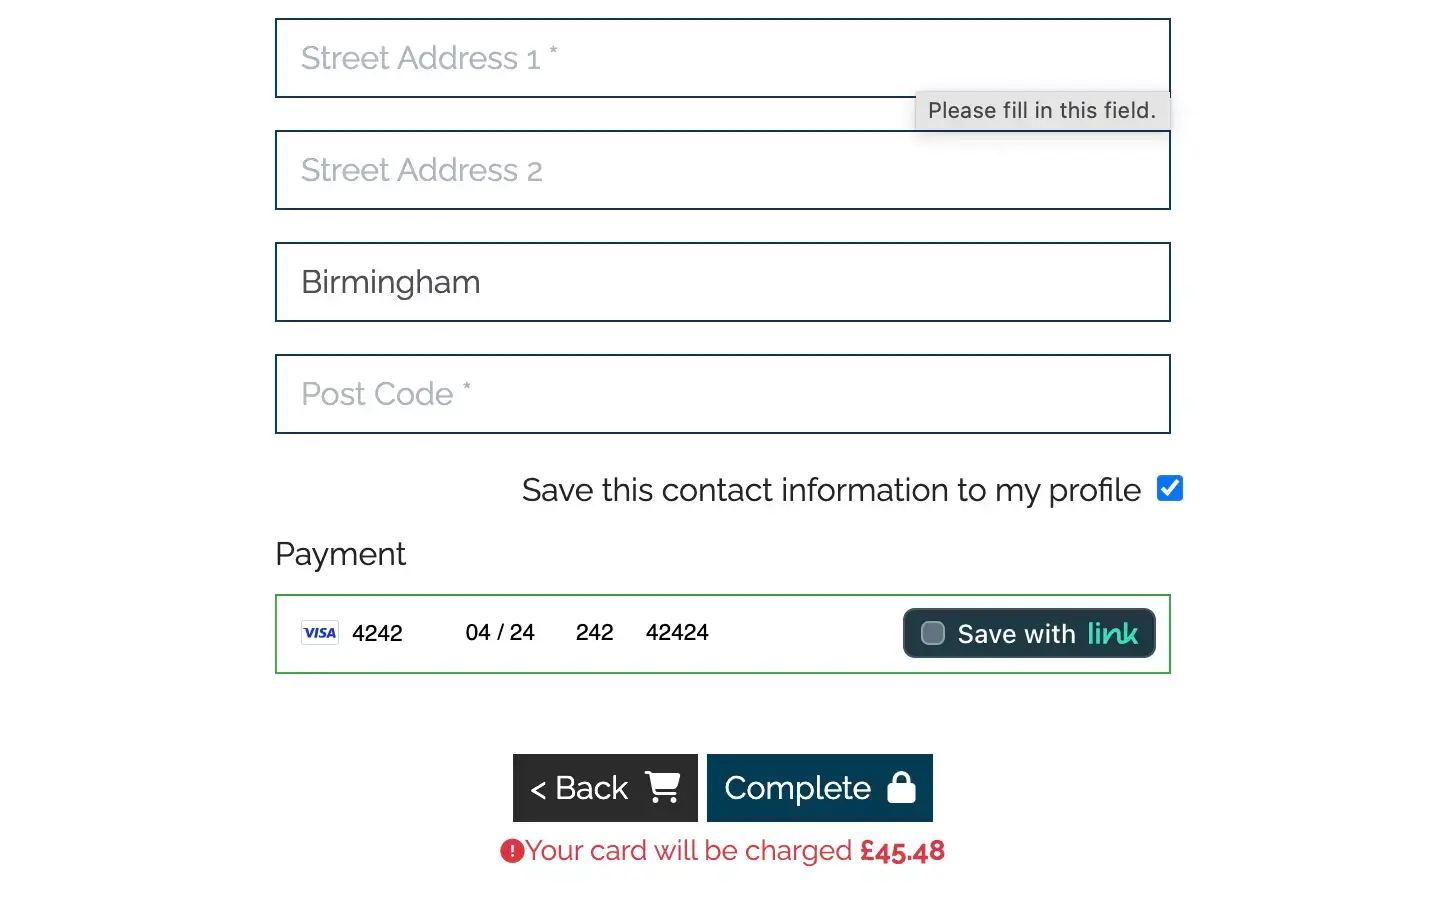 Street Address 1 *
Please fill in this field.
Street Address 2
Birmingham
Post Code *
Save this contact information to my profile
Payment
VISA 4242 04 / 24 242 42424 Save with link
< Back Complete
Your card will be charged £45.48